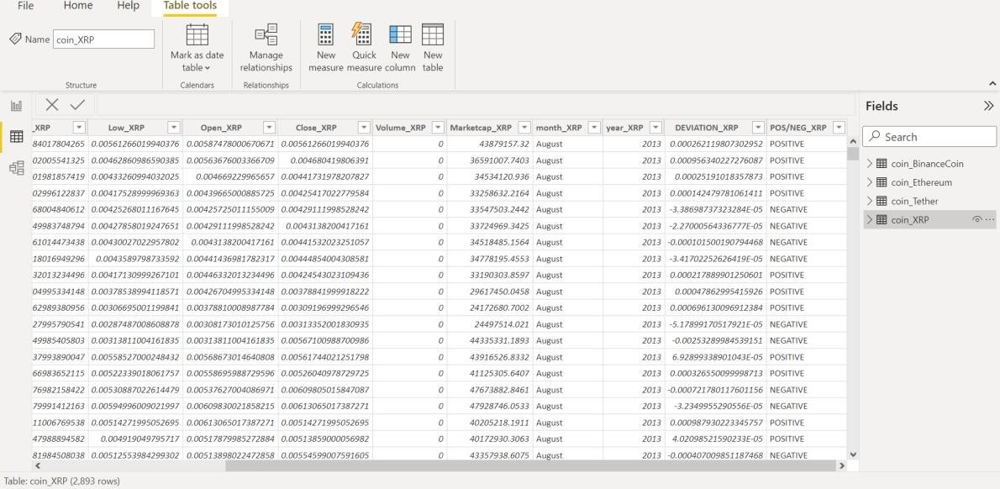 File Home Help Table tools
Name coin_XRP
Mark as date table
Manage relationships
New measure
Quick measure
New column
New table
Structure Calendars Relationships Calculations
Fields
Search
coin_BinanceCoin
coin_Ethereum
coin_Tether
coin_XRP
_XRP Low_XRP Open_XRP Close_XRP Volume_XRP Marketcap_XRP month_XRP year_XRP DEVIATION_XRP POS/NEG_XRP
84017804265 0.00561266019940376 0.00587478000670671 0.00561266019940376 0 43879157.32 August 2013 0.000262119807302952 POSITIVE
02005541325 0.00462860986590385 0.00563676003366709 0.004680419806391 0 36591007.7403 August 2013 0.000956340227276087 POSITIVE
01981857419 0.00433260994032025 0.004669229965657 0.00441731978207827 0 34534120.936 August 2013 0.00025191018357873 POSITIVE
02996122837 0.00417528999969363 0.00439665000885725 0.00425417022779584 0 33258632.2164 August 2013 0.000142479781061411 POSITIVE
68004840612 0.00425268011167645 0.00425725011155009 0.00429111998528242 0 33547503.2442 August 2013 -3.38698737323284E-05 NEGATIVE
49983748794 0.00427858019247651 0.00429111998528242 0.0043138200417161 0 33724969.3425 August 2013 -2.27000564336777E-05 NEGATIVE
61014473438 0.00430027022957802 0.0043138200417161 0.00441532023251057 0 34518485.1564 August 2013 -0.000101500190794468 NEGATIVE
18016949296 0.0043589798733592 0.00441436981782317 0.00444854004308581 0 34778195.4553 August 2013 -3.41702252626419E-05 NEGATIVE
32013234496 0.00417130999267101 0.00446332013234496 0.00424543023109436 0 33190303.8597 August 2013 0.000217889901250601 POSITIVE
04995334148 0.00378538994118571 0.00426704995334148 0.00378841999918222 0 29617450.0458 August 2013 0.00047862995415926 POSITIVE
62989380956 0.00306695001199841 0.00378810008987784 0.00309196999296546 0 24172680.7002 August 2013 0.000696130096912384 POSITIVE
27995790541 0.00287487008608878 0.00308173010125756 0.00313352001830935 0 24497514.021 August 2013 -5.17899170517921E-05 NEGATIVE
49985405803 0.00313811004161835 0.00313811004161835 0.00567100988700986 0 44335331.1893 August 2013 -0.00253289984539151 NEGATIVE
37993890047 0.00558527000248432 0.00568673014640808 0.00561744021251798 0 43916526.8332 August 2013 6.92899338901043E-05 POSITIVE
66983652115 0.00522339018061757 0.00558695988729596 0.00526040978729725 0 41125305.6407 August 2013 0.000326550099998713 POSITIVE
76982158422 0.00530887022614479 0.00537627004086971 0.00609805015847087 0 47673882.8461 August 2013 -0.000721780117601156 NEGATIVE
79991412163 0.00594996009021997 0.00609830021858215 0.00613065017387271 0 47928746.0533 August 2013 -3.2349955290556E-05 NEGATIVE
11006769538 0.00514271995052695 0.00613065017387271 0.00514271995052695 0 40205218.1911 August 2013 0.000987930223345757 POSITIVE
47988894582 0.004919049795717 0.00517879985272884 0.00513859000056982 0 40172930.3063 August 2013 4.02098521590233E-05 POSITIVE
81984508038 0.00512553984299302 0.00513898022472858 0.00554599007591605 0 43357938.6075 August 2013 -0.000407009851187468 NEGATIVE
Table: coin_XRP (2,893 rows)